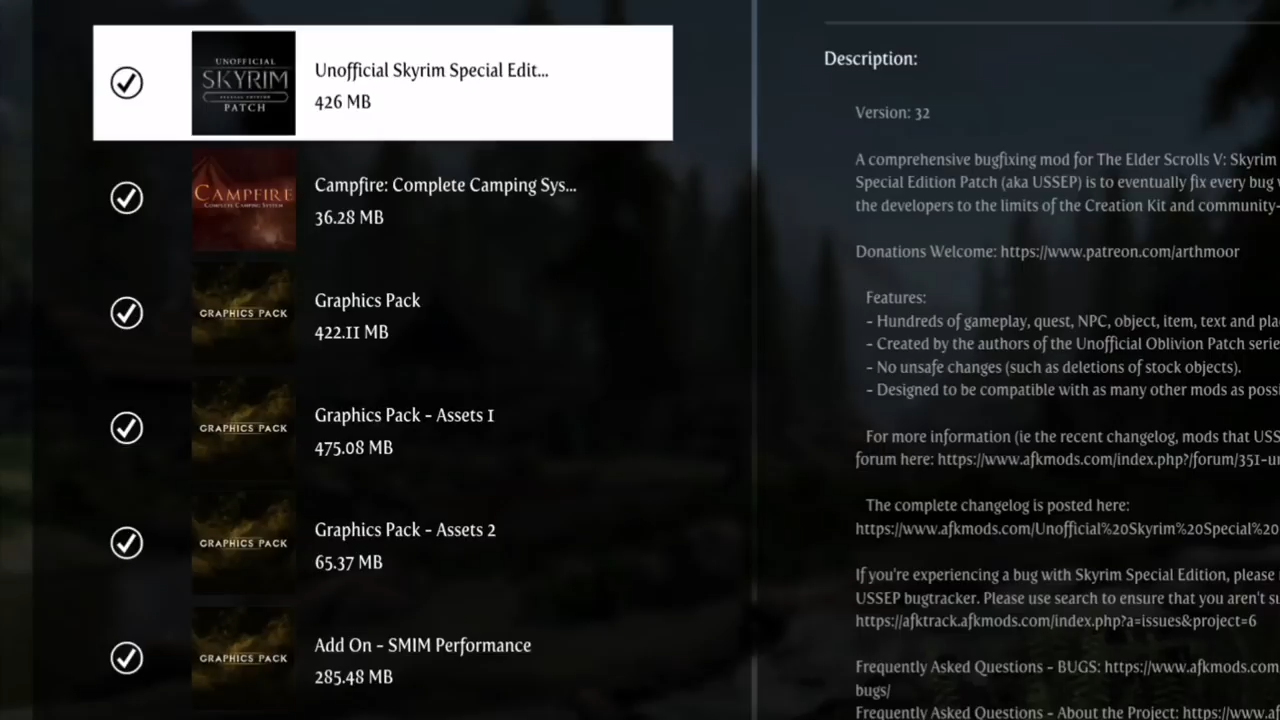 UNOFFICIAL
SKYRIM
SPECIAL EDITION
PATCH
Unofficial Skyrim Special Edit...
426 MB
CAMPFIRE
COMPLETE CAMPING SYSTEM
Campfire: Complete Camping Sys...
36.28 MB
GRAPHICS PACK
Graphics Pack
422.11 MB
GRAPHICS PACK
Graphics Pack - Assets 1
475.08 MB
GRAPHICS PACK
Graphics Pack - Assets 2
65.37 MB
GRAPHICS PACK
Add On - SMIM Performance
285.48 MB
Description:
Version: 32
A comprehensive bugfixing mod for The Elder Scrolls V: Skyrim
Special Edition Patch (aka USSEP) is to eventually fix every bug
the developers to the limits of the Creation Kit and community-
Donations Welcome: https://www.patreon.com/arthmoor
Features:
- Hundreds of gameplay, quest, NPC, object, item, text and pla
- Created by the authors of the Unofficial Oblivion Patch serie
- No unsafe changes (such as deletions of stock objects).
- Designed to be compatible with as many other mods as possi
For more information (ie the recent changelog, mods that USS
forum here: https://www.afkmods.com/index.php?/forum/351-u
The complete changelog is posted here:
https://www.afkmods.com/Unofficial%20Skyrim%20Special%20
If you're experiencing a bug with Skyrim Special Edition, please
USSEP bugtracker. Please use search to ensure that you aren't su
https://afktrack.afkmods.com/index.php?a=issues&project=6
Frequently Asked Questions - BUGS: https://www.afkmods.com
bugs/
Frequently Asked Questions - About the Project: https://www.af